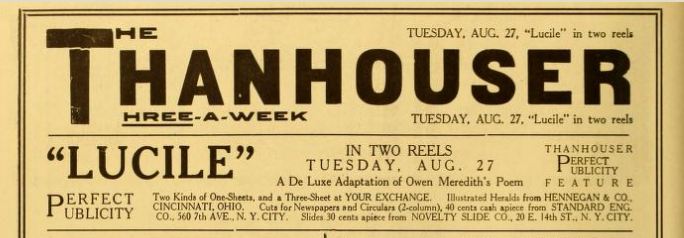 THE
THANHOUSER
THREE-A-WEEK
TUESDAY, AUG. 27, “Lucile” in two reels
TUESDAY, AUG. 27, “Lucile” in two reels
“LUCILE”
IN TWO REELS
TUESDAY, AUG. 27
A De Luxe Adaptation of Owen Meredith's Poem
THANHOUSER
PERFECT
PUBLICITY
FEATURE
PERFECT
PUBLICITY
Two Kinds of One-Sheets, and a Three-Sheet at YOUR EXCHANGE. Illustrated Heralds from HENNEGAN & CO.,
CINCINNATI, OHIO. Cuts for Newspapers and Circulars (2-column), 40 cents cash apiece from STANDARD ENG.
CO., 560 7th AVE., N. Y. CITY. Slides 30 cents apiece from NOVELTY SLIDE CO., 20 E. 14th ST., N. Y. CITY.